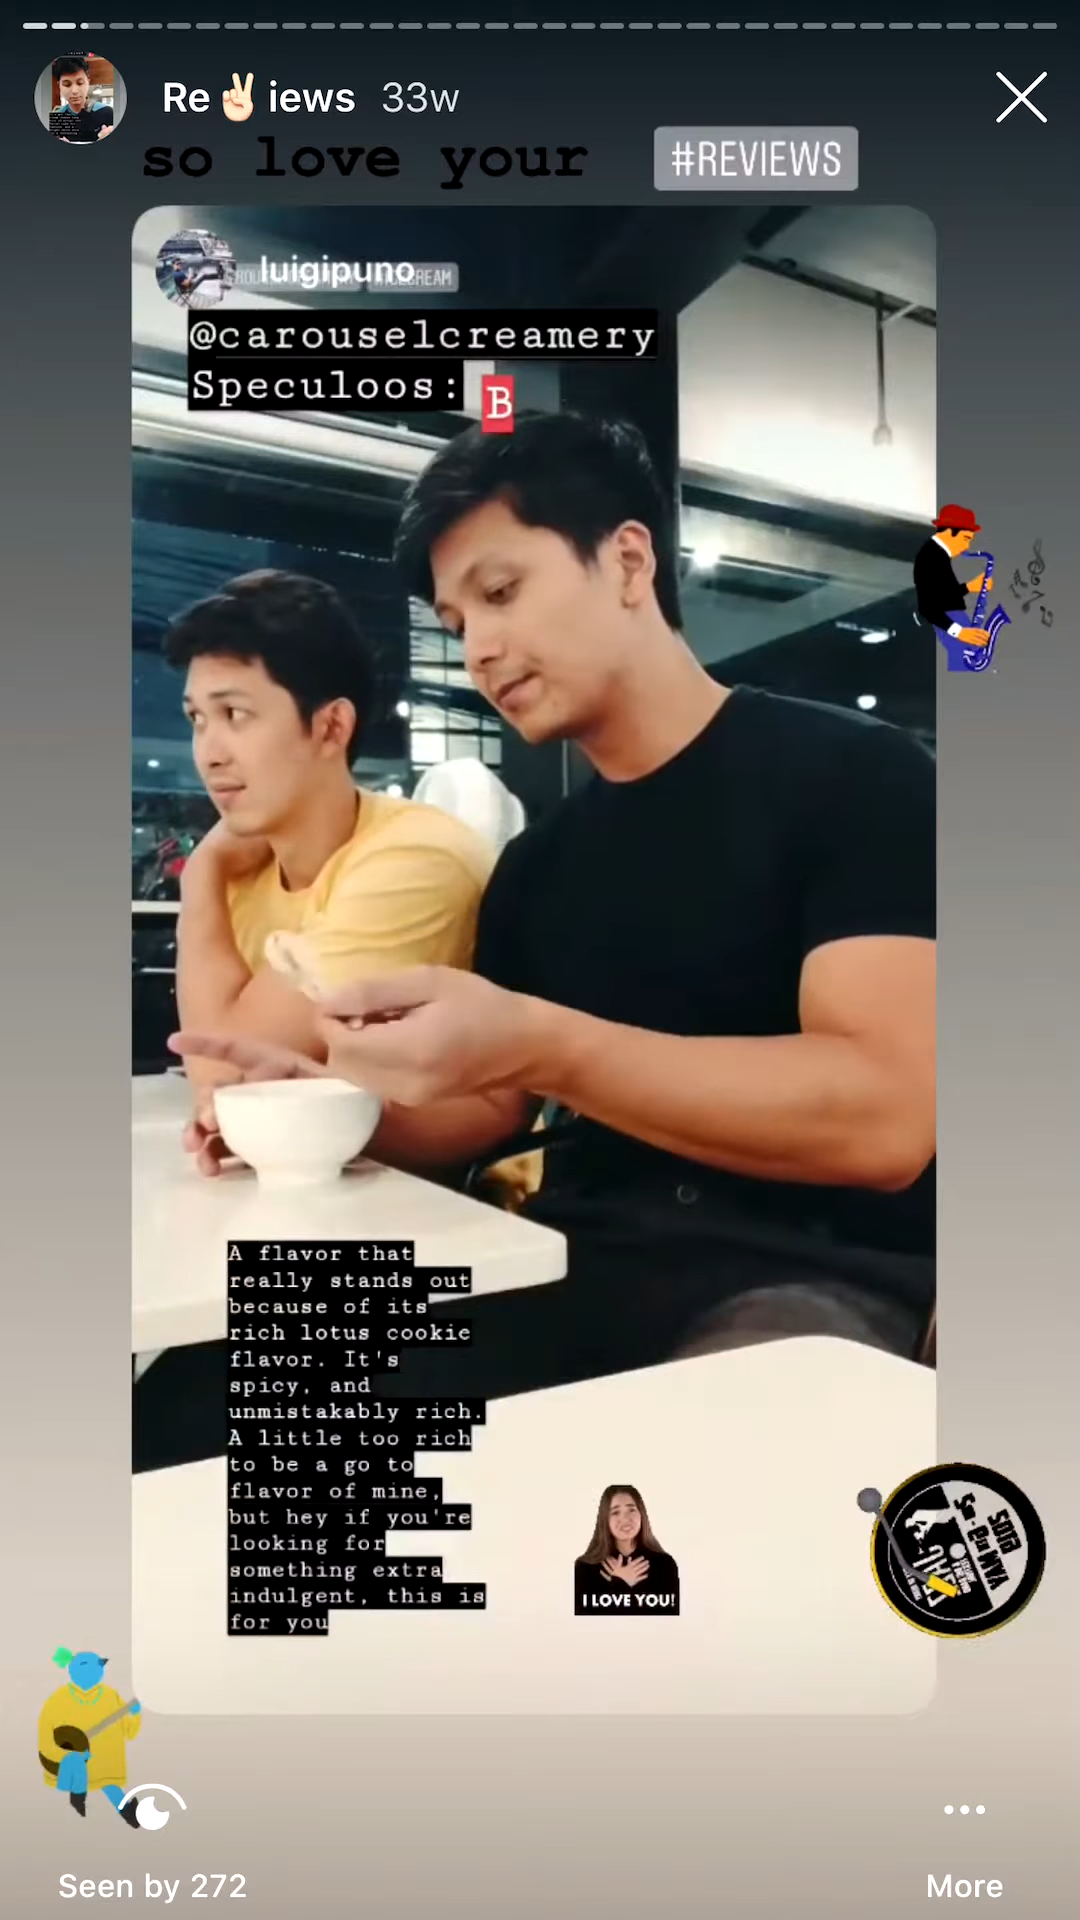 Re✌🏻iews 33w
so love your #REVIEWS
luigipuno
@carouselcreamery
Speculoos: B
A flavor that
really stands out
because of its
rich lotus cookie
flavor. It's
spicy, and
unmistakably rich.
A little too rich
to be a go to
flavor of mine,
but hey if you're
looking for
something extra
indulgent, this is
for you
I LOVE YOU!
Seen by 272
More